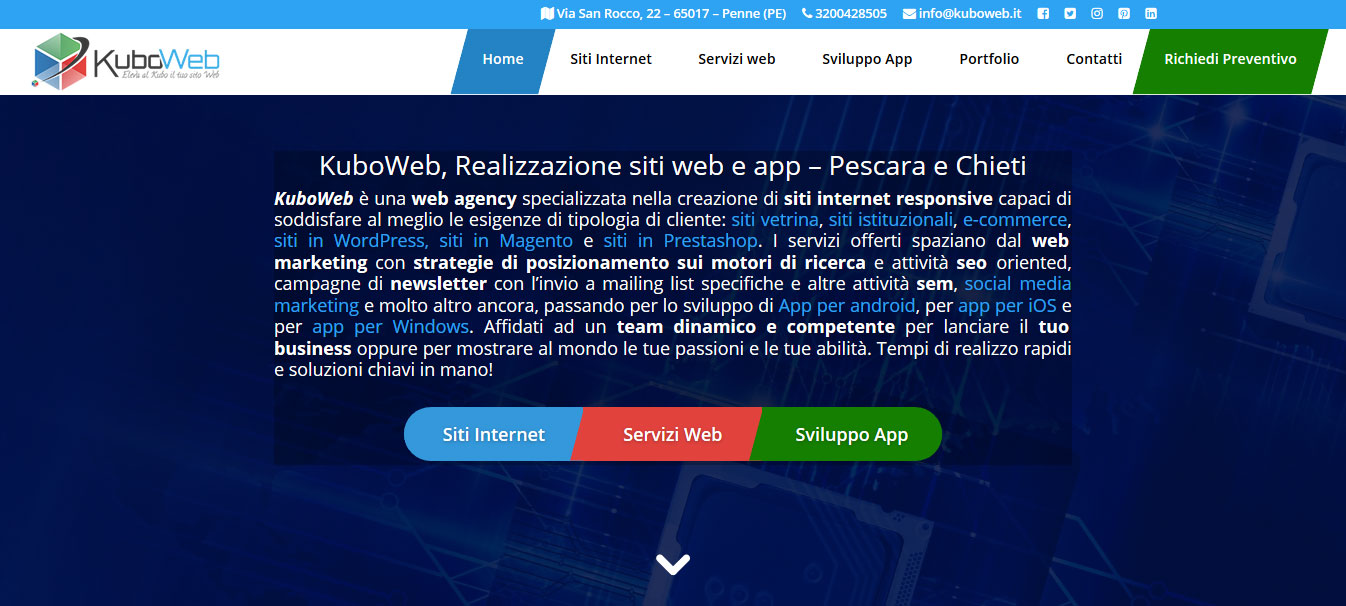 Via San Rocco, 22 – 65017 – Penne (PE) 3200428505 info@kuboweb.it
KuboWeb
Eleva al Kubo il tuo sito Web
Home Siti Internet Servizi web Sviluppo App Portfolio Contatti Richiedi Preventivo
KuboWeb, Realizzazione siti web e app – Pescara e Chieti
KuboWeb è una web agency specializzata nella creazione di siti internet responsive capaci di
soddisfare al meglio le esigenze di tipologia di cliente: siti vetrina, siti istituzionali, e-commerce,
siti in WordPress, siti in Magento e siti in Prestashop. I servizi offerti spaziano dal web
marketing con strategie di posizionamento sui motori di ricerca e attività seo oriented,
campagne di newsletter con l’invio a mailing list specifiche e altre attività sem, social media
marketing e molto altro ancora, passando per lo sviluppo di App per android, per app per iOS e
per app per Windows. Affidati ad un team dinamico e competente per lanciare il tuo
business oppure per mostrare al mondo le tue passioni e le tue abilità. Tempi di realizzo rapidi
e soluzioni chiavi in mano!
Siti Internet Servizi Web Sviluppo App